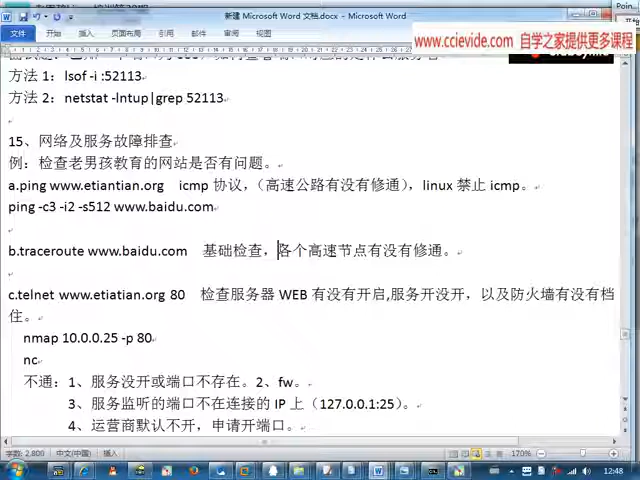 新建 Microsoft Word 文档.docx - Microsoft Word
文件 开始 插入 页面布局 引用 邮件 审阅 视图
www.ccievide.com 自学之家提供更多课程
方法 1：lsof -i :52113
方法 2：netstat -lntup|grep 52113
15、网络及服务故障排查
例：检查老男孩教育的网站是否有问题。
a.ping www.etiantian.org icmp 协议，（高速公路有没有修通），linux 禁止 icmp。
ping -c3 -i2 -s512 www.baidu.com
b.traceroute www.baidu.com 基础检查，各个高速节点有没有修通。
c.telnet www.etiatian.org 80 检查服务器 WEB 有没有开启,服务开没开，以及防火墙有没有档
住。
nmap 10.0.0.25 -p 80
nc
不通：1、服务没开或端口不存在。2、fw。
3、服务监听的端口不在连接的 IP 上（127.0.0.1:25）。
4、运营商默认不开，申请开端口。
字数: 2,800 中文(中国) 插入 170%
12:48